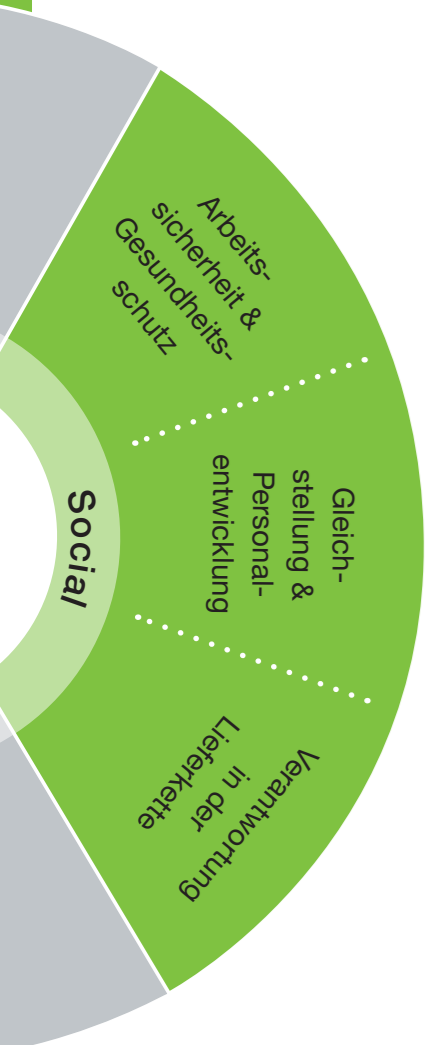 Social
Arbeits-
sicherheit &
Gesundheits-
schutz
Gleich-
stellung &
Personal-
entwicklung
Verantwortung
in der
Lieferkette